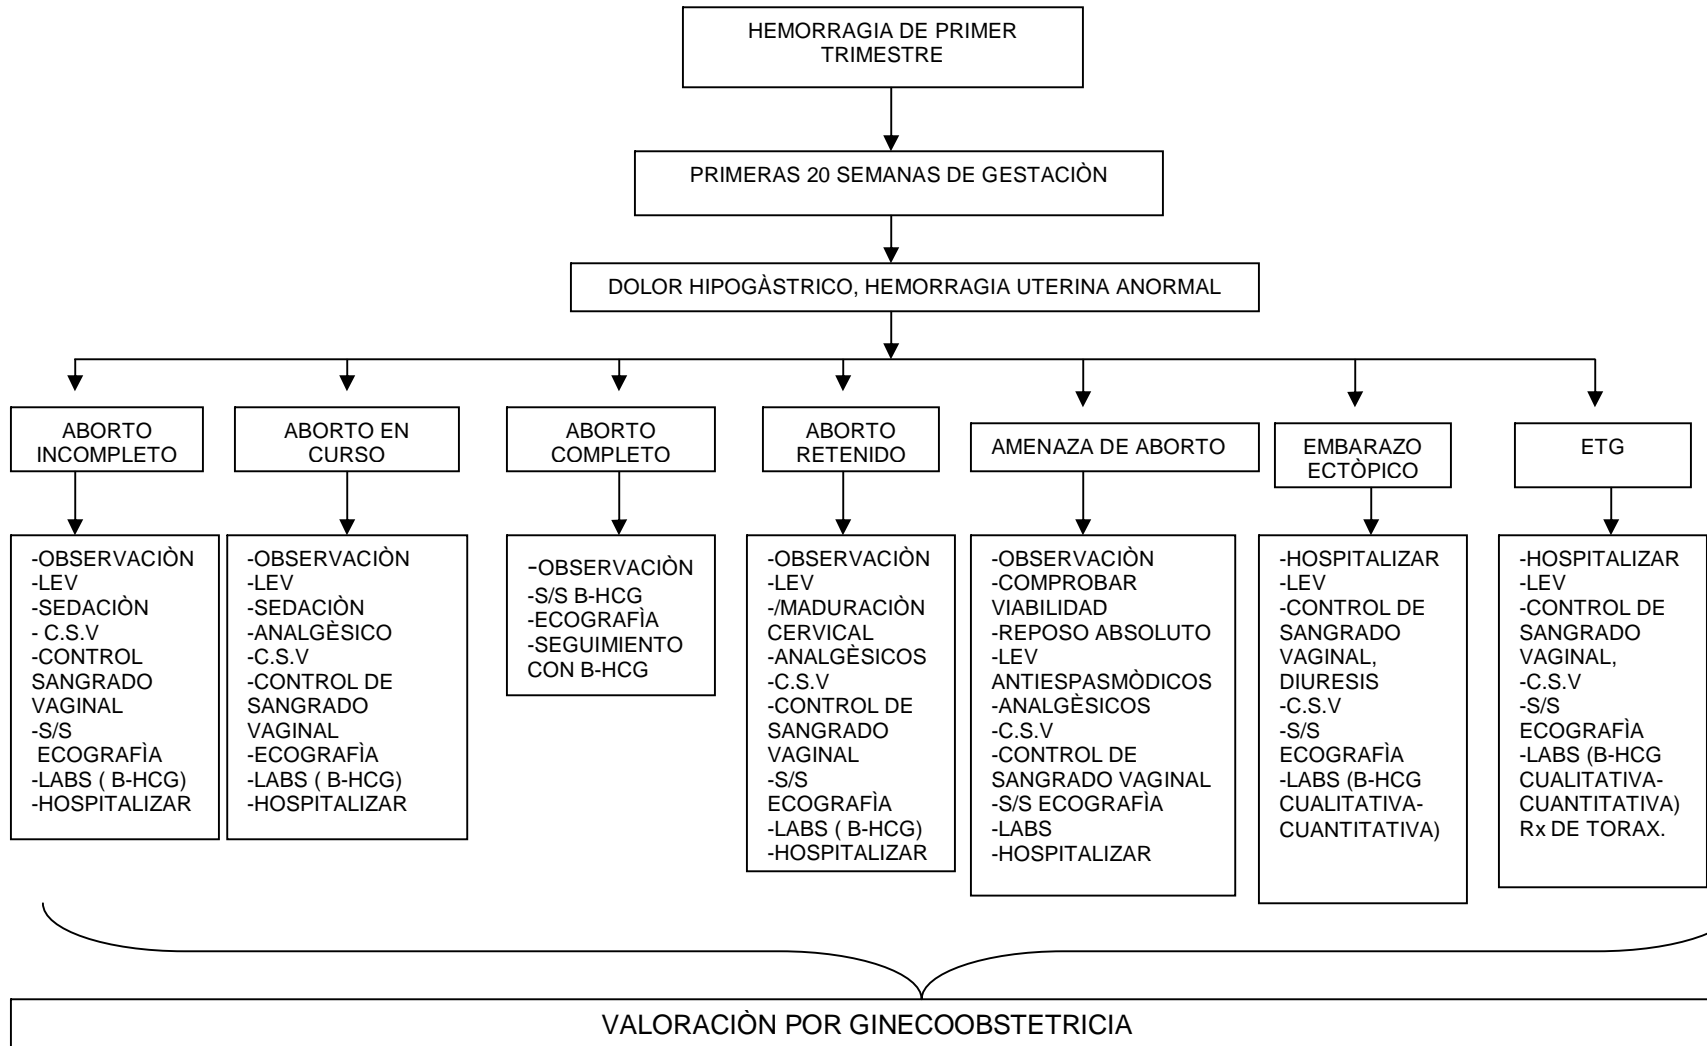 HEMORRAGIA DE PRIMER
TRIMESTRE
PRIMERAS 20 SEMANAS DE GESTACIÒN
DOLOR HIPOGÀSTRICO, HEMORRAGIA UTERINA ANORMAL
ABORTO
INCOMPLETO
ABORTO EN
CURSO
ABORTO
COMPLETO
ABORTO
RETENIDO
AMENAZA DE ABORTO
EMBARAZO
ECTÒPICO
ETG
-OBSERVACIÒN
-LEV
-SEDACIÒN
- C.S.V
-CONTROL
SANGRADO
VAGINAL
-S/S
ECOGRAFÌA
-LABS ( B-HCG)
-HOSPITALIZAR
-OBSERVACIÒN
-LEV
-SEDACIÒN
-ANALGÈSICO
-C.S.V
-CONTROL DE
SANGRADO
VAGINAL
-ECOGRAFÌA
-LABS ( B-HCG)
-HOSPITALIZAR
-OBSERVACIÒN
-S/S B-HCG
-ECOGRAFÌA
-SEGUIMIENTO
CON B-HCG
-OBSERVACIÒN
-LEV
-/MADURACIÒN
CERVICAL
-ANALGÈSICOS
-C.S.V
-CONTROL DE
SANGRADO
VAGINAL
-S/S
ECOGRAFÌA
-LABS ( B-HCG)
-HOSPITALIZAR
-OBSERVACIÒN
-COMPROBAR
VIABILIDAD
-REPOSO ABSOLUTO
-LEV
ANTIESPASMÒDICOS
-ANALGÈSICOS
-C.S.V
-CONTROL DE
SANGRADO VAGINAL
-S/S ECOGRAFÌA
-LABS
-HOSPITALIZAR
-HOSPITALIZAR
-LEV
-CONTROL DE
SANGRADO
VAGINAL,
DIURESIS
-C.S.V
-S/S
ECOGRAFÌA
-LABS (B-HCG
CUALITATIVA-
CUANTITATIVA)
-HOSPITALIZAR
-LEV
-CONTROL DE
SANGRADO
VAGINAL,
-C.S.V
-S/S
ECOGRAFÌA
-LABS (B-HCG
CUALITATIVA-
CUANTITATIVA)
Rx DE TORAX.
VALORACIÒN POR GINECOOBSTETRICIA